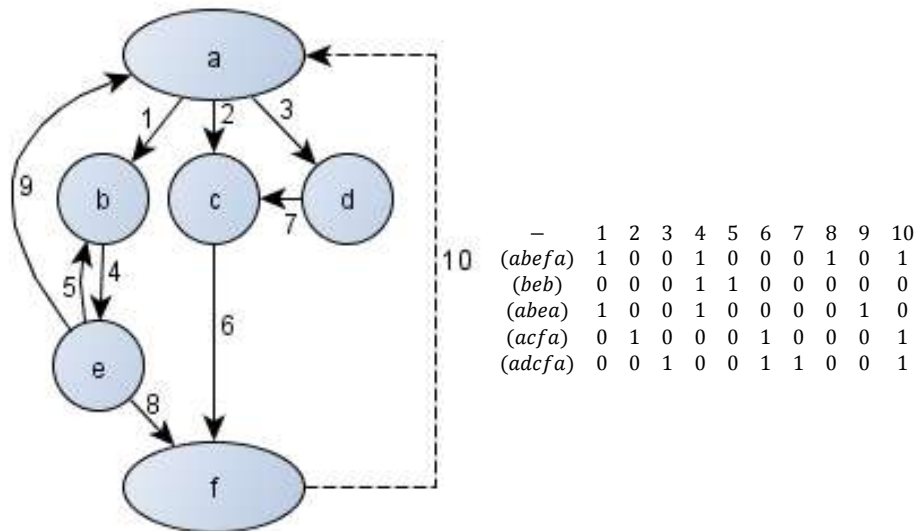 a
1
2
3
9
b
c
d
7
10
5
4
6
e
8
f
– 1 2 3 4 5 6 7 8 9 10
(abefa) 1 0 0 1 0 0 0 1 0 1
(beb) 0 0 0 1 1 0 0 0 0 0
(abea) 1 0 0 1 0 0 0 0 1 0
(acfa) 0 1 0 0 0 1 0 0 0 1
(adcfa) 0 0 1 0 0 1 1 0 0 1